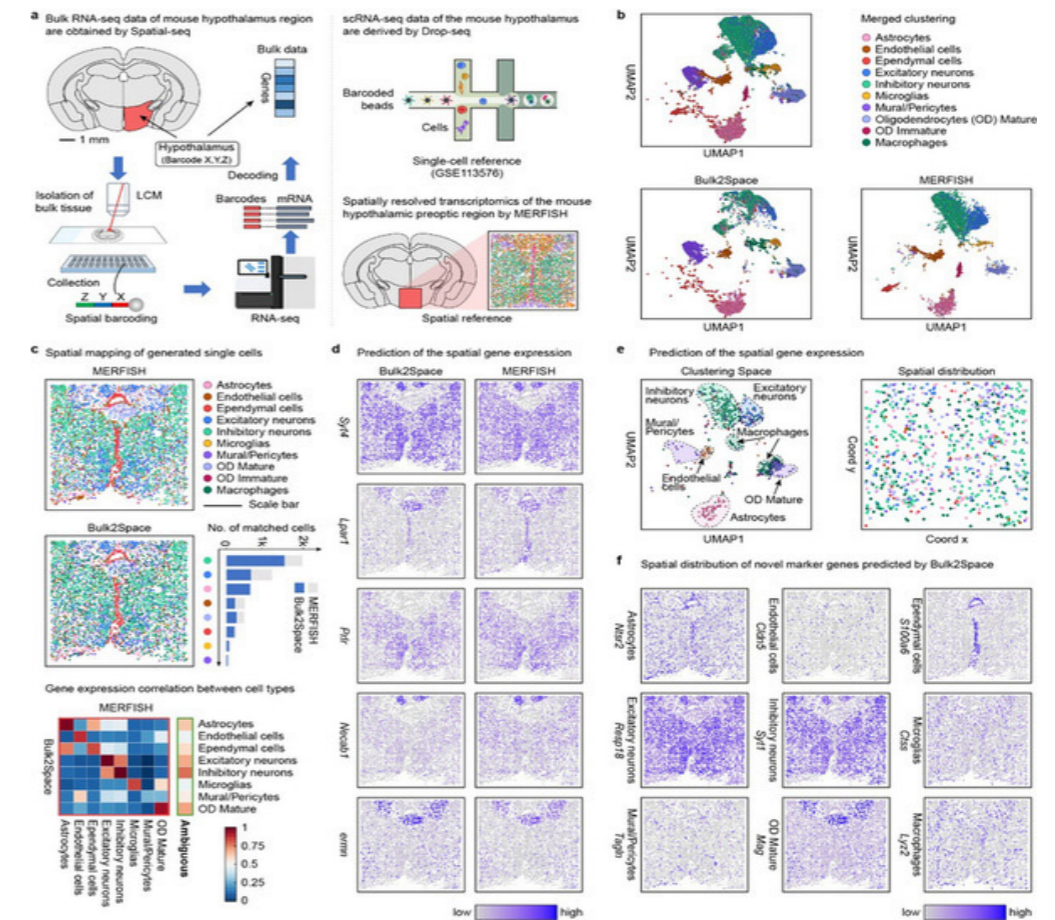 a Bulk RNA-seq data of mouse hypothalamus region
are obtained by Spatial-seq
Bulk data
Genes
1 mm
Hypothalamus
(Barcode X,Y,Z)
Decoding
Isolation of
bulk tissue
LCM
Barcodes mRNA
Collection
Z Y X
Spatial barcoding
RNA-seq
scRNA-seq data of the mouse hypothalamus
are derived by Drop-seq
Barcoded
beads
Cells
Single-cell reference
(GSE113576)
Spatially resolved transcriptomics of the mouse
hypothalamic preoptic region by MERFISH
Spatial reference
b
UMAP2
UMAP1
Merged clustering
Astrocytes
Endothelial cells
Ependymal cells
Excitatory neurons
Inhibitory neurons
Microglias
Mural/Pericytes
Oligodendrocytes (OD) Mature
OD Immature
Macrophages
Bulk2Space
UMAP2
UMAP1
MERFISH
UMAP2
UMAP1
c Spatial mapping of generated single cells
MERFISH
Astrocytes
Endothelial cells
Ependymal cells
Excitatory neurons
Inhibitory neurons
Microglias
Mural/Pericytes
OD Mature
OD Immature
Macrophages
Scale bar
Bulk2Space
No. of matched cells
0
1k
2k
MERFISH
Bulk2Space
Gene expression correlation between cell types
MERFISH
Bulk2Space
Astrocytes
Endothelial cells
Ependymal cells
Excitatory neurons
Inhibitory neurons
Microglias
Mural/Pericytes
OD Mature
Astrocytes
Endothelial cells
Ependymal cells
Excitatory neurons
Inhibitory neurons
Microglias
Mural/Pericytes
OD Mature
Ambiguous
1
0.75
0.5
0.25
0
d Prediction of the spatial gene expression
Bulk2Space
MERFISH
Syt4
Lpar1
Necab1
ermn
low
high
e Prediction of the spatial gene expression
Clustering Space
Inhibitory
neurons
Excitatory
neurons
Mural/
Pericytes
Macrophages
Endothelial
cells
OD Mature
Astrocytes
UMAP2
UMAP1
Spatial distribution
Coord y
Coord x
f Spatial distribution of novel marker genes predicted by Bulk2Space
Astrocytes
Ntsr2
Endothelial cells
Cldn5
Ependymal cells
S100a6
Excitatory neurons
Resp18
Inhibitory neurons
Syt1
Microglias
Ctss
Mural/Pericytes
Tagln
OD Mature
Mag
Macrophages
Lyz2
low
high